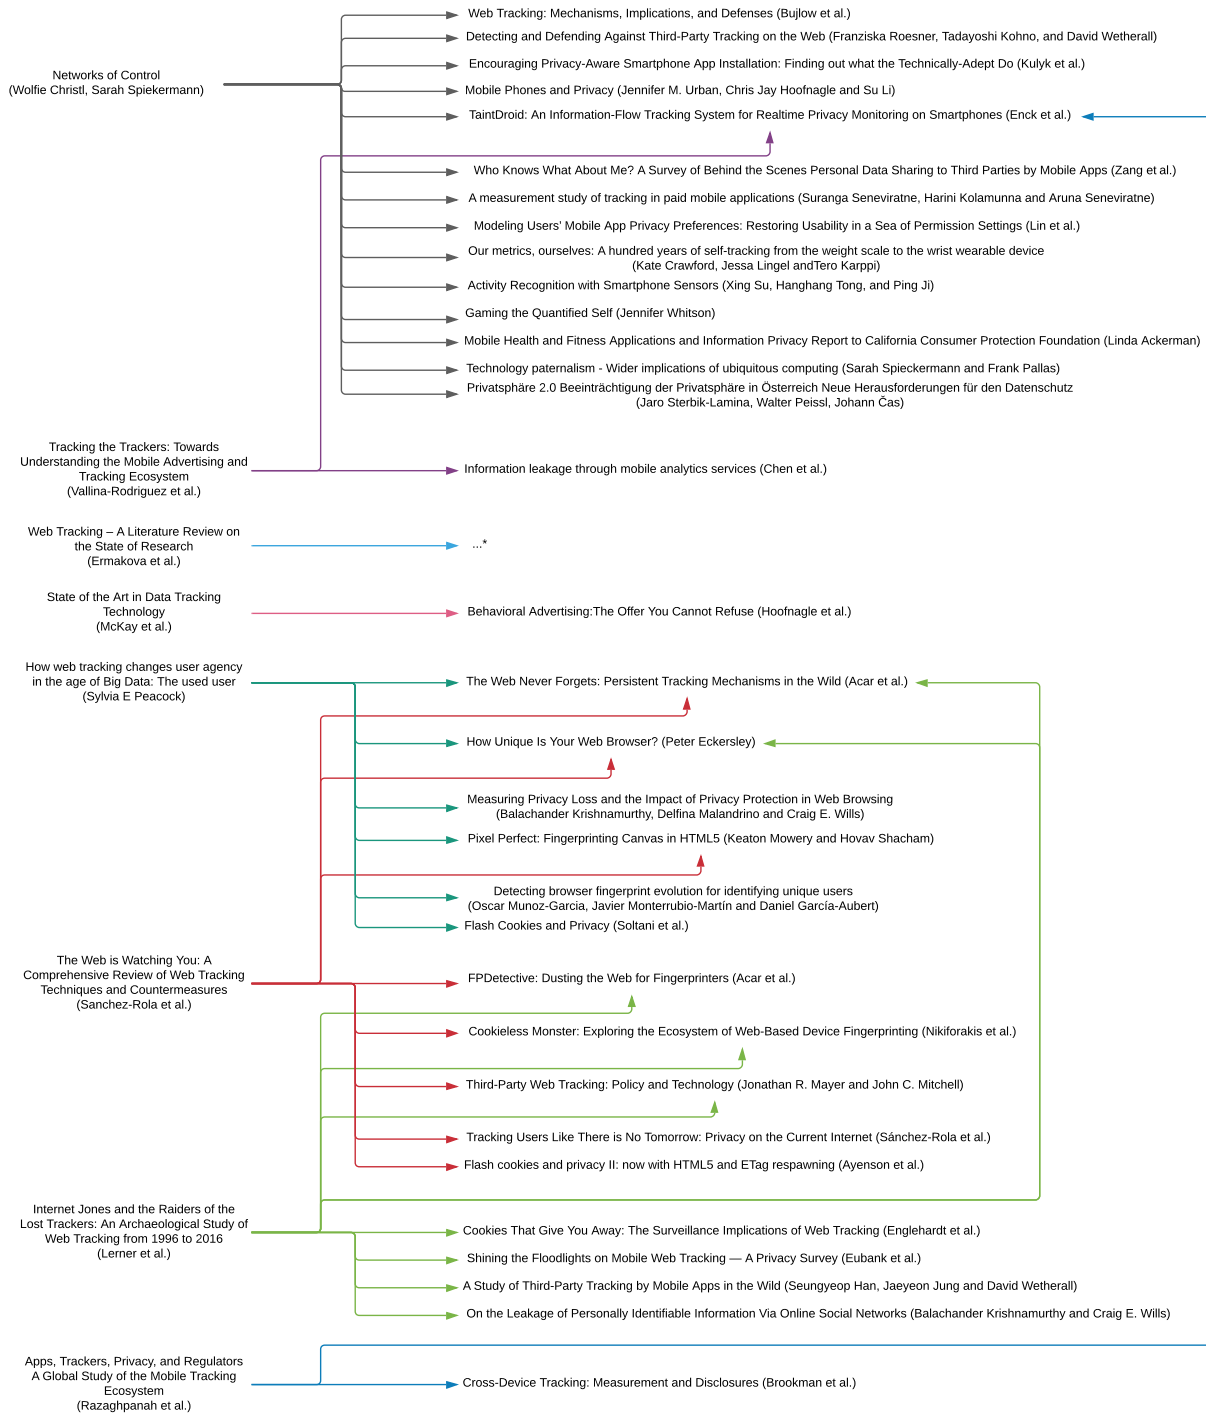 Web Tracking: Mechanisms, Implications, and Defenses (Bujlow et al.)
Detecting and Defending Against Third-Party Tracking on the Web (Franziska Roesner, Tadayoshi Kohno, and David Wetherall)
Encouraging Privacy-Aware Smartphone App Installation: Finding out what the Technically-Adept Do (Kulyk et al.)
Networks of Control
(Wolfie Christl, Sarah Spiekermann)
Mobile Phones and Privacy (Jennifer M. Urban, Chris Jay Hoofnagle and Su Li)
TaintDroid: An Information-Flow Tracking System for Realtime Privacy Monitoring on Smartphones (Enck et al.)
Who Knows What About Me? A Survey of Behind the Scenes Personal Data Sharing to Third Parties by Mobile Apps (Zang et al.)
A measurement study of tracking in paid mobile applications (Suranga Seneviratne, Harini Kolamunna and Aruna Seneviratne)
Modeling Users' Mobile App Privacy Preferences: Restoring Usability in a Sea of Permission Settings (Lin et al.)
Our metrics, ourselves: A hundred years of self-tracking from the weight scale to the wrist wearable device
(Kate Crawford, Jessa Lingel andTero Karppi)
Activity Recognition with Smartphone Sensors (Xing Su, Hanghang Tong, and Ping Ji)
Gaming the Quantified Self (Jennifer Whitson)
Mobile Health and Fitness Applications and Information Privacy Report to California Consumer Protection Foundation (Linda Ackerman)
Technology paternalism - Wider implications of ubiquitous computing (Sarah Spieckermann and Frank Pallas)
Privatsphäre 2.0 Beeinträchtigung der Privatsphäre in Österreich Neue Herausforderungen für den Datenschutz
(Jaro Sterbik-Lamina, Walter Peissl, Johann Čas)
Tracking the Trackers: Towards
Understanding the Mobile Advertising and
Tracking Ecosystem
(Vallina-Rodriguez et al.)
Information leakage through mobile analytics services (Chen et al.)
Web Tracking – A Literature Review on
the State of Research
(Ermakova et al.)
...*
State of the Art in Data Tracking
Technology
(McKay et al.)
Behavioral Advertising:The Offer You Cannot Refuse (Hoofnagle et al.)
How web tracking changes user agency
in the age of Big Data: The used user
(Sylvia E Peacock)
The Web Never Forgets: Persistent Tracking Mechanisms in the Wild (Acar et al.)
How Unique Is Your Web Browser? (Peter Eckersley)
Measuring Privacy Loss and the Impact of Privacy Protection in Web Browsing
(Balachander Krishnamurthy, Delfina Malandrino and Craig E. Wills)
Pixel Perfect: Fingerprinting Canvas in HTML5 (Keaton Mowery and Hovav Shacham)
Detecting browser fingerprint evolution for identifying unique users
(Oscar Munoz-Garcia, Javier Monterrubio-Martín and Daniel García-Aubert)
Flash Cookies and Privacy (Soltani et al.)
The Web is Watching You: A
Comprehensive Review of Web Tracking
Techniques and Countermeasures
(Sanchez-Rola et al.)
FPDetective: Dusting the Web for Fingerprinters (Acar et al.)
Cookieless Monster: Exploring the Ecosystem of Web-Based Device Fingerprinting (Nikiforakis et al.)
Third-Party Web Tracking: Policy and Technology (Jonathan R. Mayer and John C. Mitchell)
Tracking Users Like There is No Tomorrow: Privacy on the Current Internet (Sánchez-Rola et al.)
Flash cookies and privacy II: now with HTML5 and ETag respawning (Ayenson et al.)
Internet Jones and the Raiders of the
Lost Trackers: An Archaeological Study of
Web Tracking from 1996 to 2016
(Lerner et al.)
Cookies That Give You Away: The Surveillance Implications of Web Tracking (Englehardt et al.)
Shining the Floodlights on Mobile Web Tracking — A Privacy Survey (Eubank et al.)
A Study of Third-Party Tracking by Mobile Apps in the Wild (Seungyeop Han, Jaeyeon Jung and David Wetherall)
On the Leakage of Personally Identifiable Information Via Online Social Networks (Balachander Krishnamurthy and Craig E. Wills)
Apps, Trackers, Privacy, and Regulators
A Global Study of the Mobile Tracking
Ecosystem
(Razaghpanah et al.)
Cross-Device Tracking: Measurement and Disclosures (Brookman et al.)